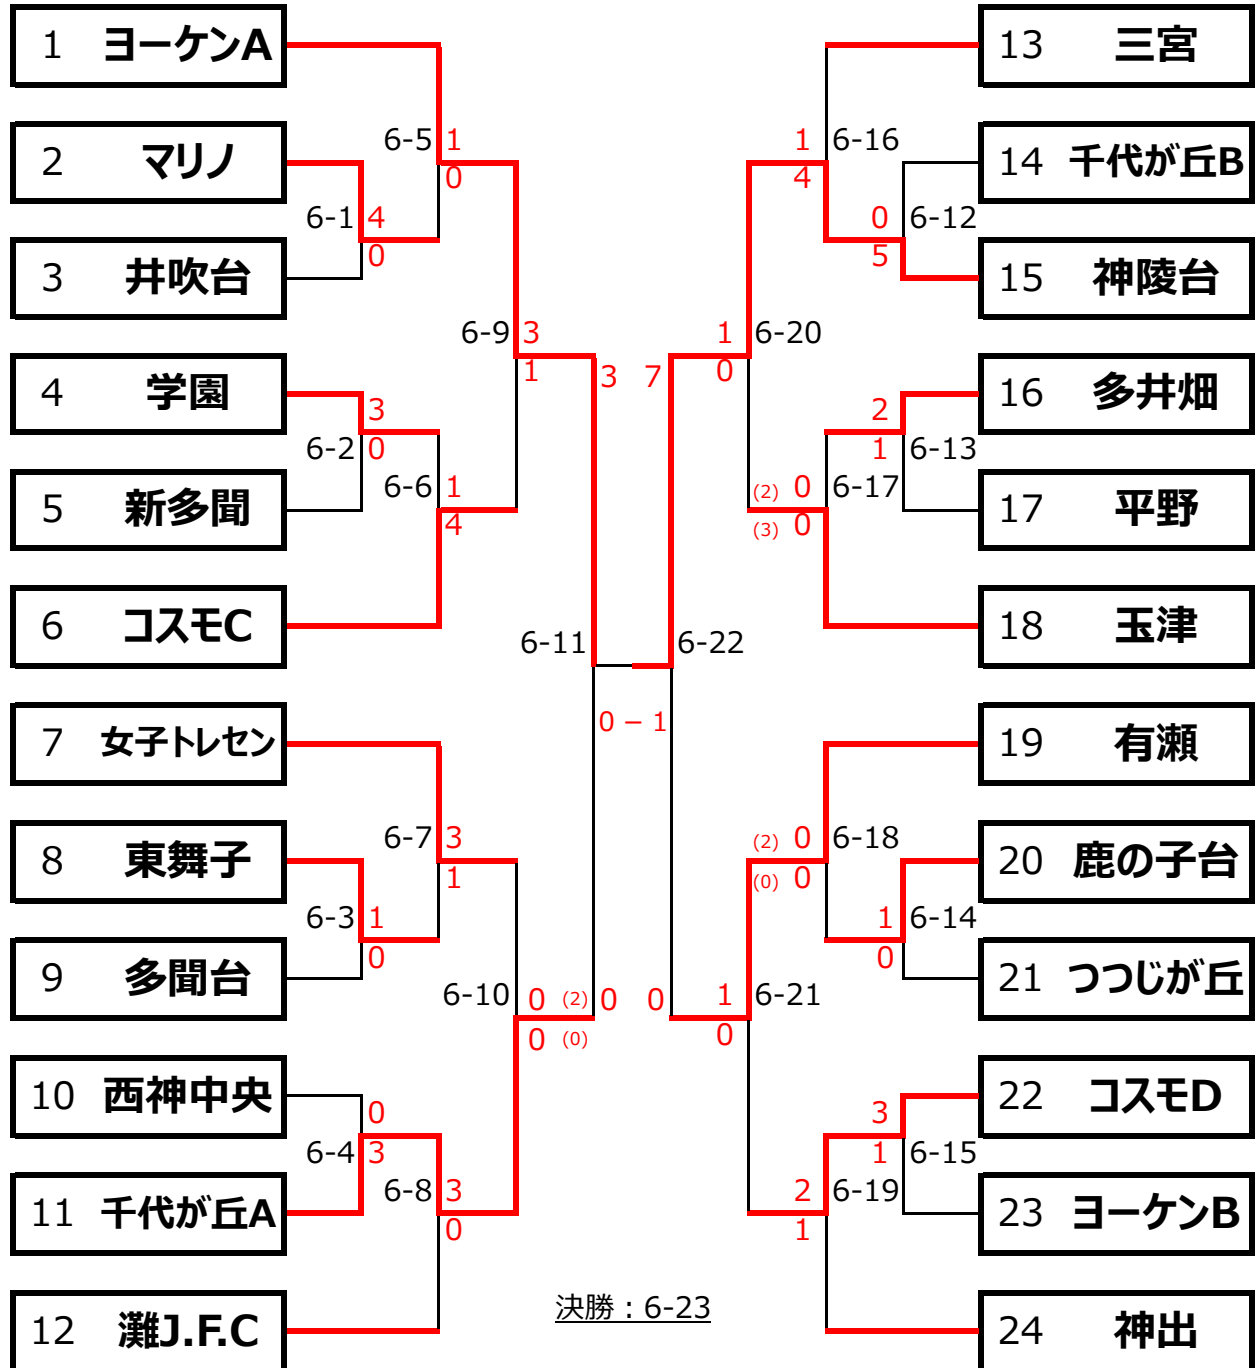 1 ヨーケンA
13 三宮
6-5 1
0
1 6-16
4
2 マリノ
14 千代が丘B
6-1 4
0
0 6-12
5
3 井吹台
15 神陵台
6-9 3
1
1 6-20
0
3 7
4 学園
16 多井畑
3
6-2 0
2
1 6-13
6-6 1
4
(2) 0 6-17
(3) 0
5 新多聞
17 平野
6 コスモC
18 玉津
6-11
6-22
0 – 1
7 女子トレセン
19 有瀬
6-7 3
1
(2) 0 6-18
(0) 0
8 東舞子
20 鹿の子台
6-3 1
0
1 6-14
0
9 多聞台
21 つつじが丘
6-10 0 (2) 0
0 (0)
0 1 6-21
0
10 西神中央
22 コスモD
0
6-4 3
3
1 6-15
6-8 3
0
2 6-19
1
11 千代が丘A
23 ヨーケンB
決勝：6-23
12 灘J.F.C
24 神出